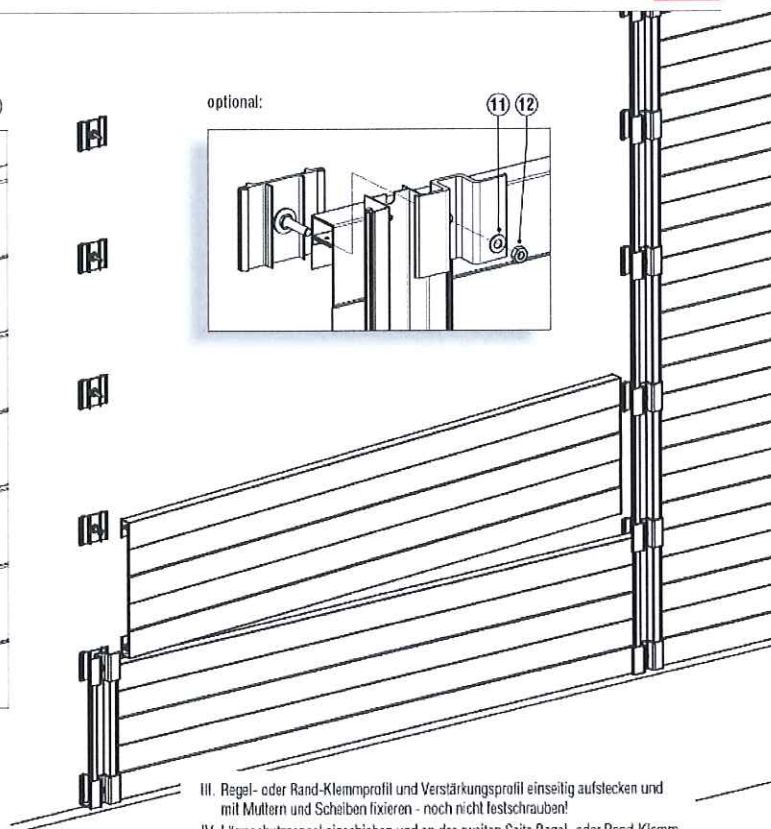 optional:
11 12
III. Regel- oder Rand-Klemmprofil und Verstärkungsprofil einseitig aufstecken und
mit Muttern und Scheiben fixieren - noch nicht festschrauben!